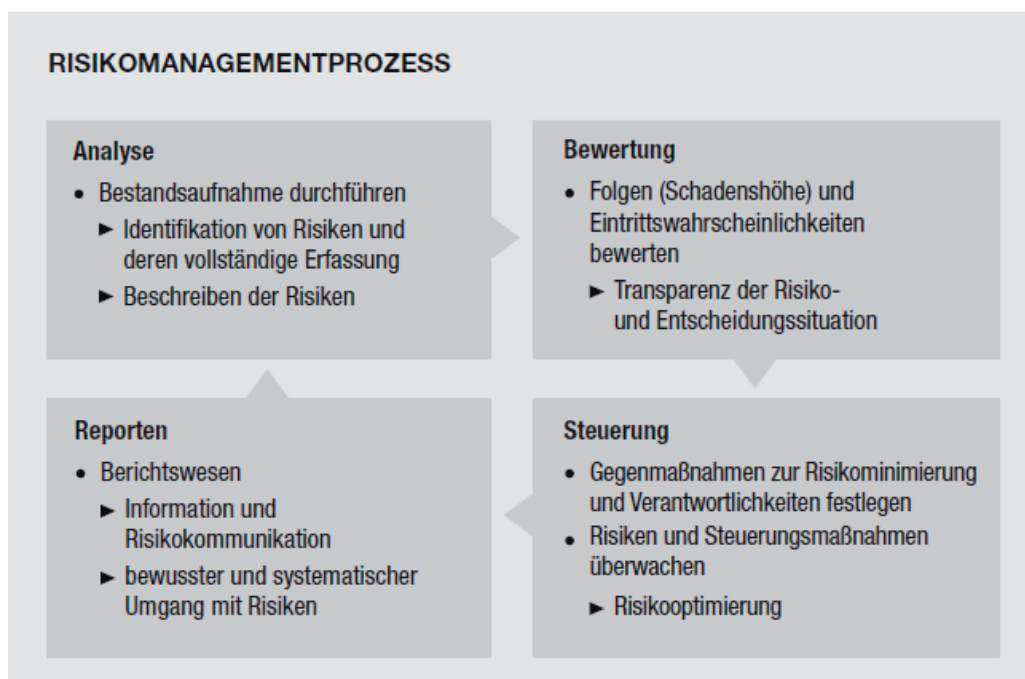 RISIKOMANAGEMENTPROZESS
Analyse
• Bestandsaufnahme durchführen
► Identifikation von Risiken und
deren vollständige Erfassung
► Beschreiben der Risiken
Bewertung
• Folgen (Schadenshöhe) und
Eintrittswahrscheinlichkeiten
bewerten
► Transparenz der Risiko-
und Entscheidungssituation
Reporten
• Berichtswesen
► Information und
Risikokommunikation
► bewusster und systematischer
Umgang mit Risiken
Steuerung
• Gegenmaßnahmen zur Risikominimierung
und Verantwortlichkeiten festlegen
• Risiken und Steuerungsmaßnahmen
überwachen
► Risikooptimierung